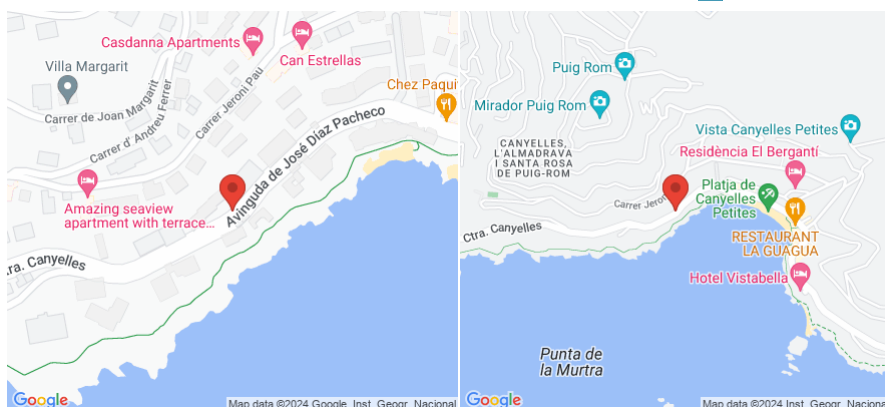 Casdanna Apartments
Can Estrellas
Villa Margarit
Chez Paqui
Carrer de Joan Margarit
Carrer d' Andreu Ferrer
Carrer Jeroni Pau
Avinguda de José Díaz Pacheco
Amazing seaview
apartment with terrace...
Ctra. Canyelles
Google
Map data ©2024 Google, Inst. Geogr. Nacional
Puig Rom
Mirador Puig Rom
Vista Canyelles Petites
CANYELLES,
L'ALMADRAVA
I SANTA ROSA
DE PUIG-ROM
Residència El Bergantí
Platja de
Canyelles
Petites
Carrer Jero
Ctra. Canyelles
RESTAURANT
LA GUAGUA
Hotel Vistabella
Punta de
la Murtra
Google
Map data ©2024 Inst. Geogr. Naciona